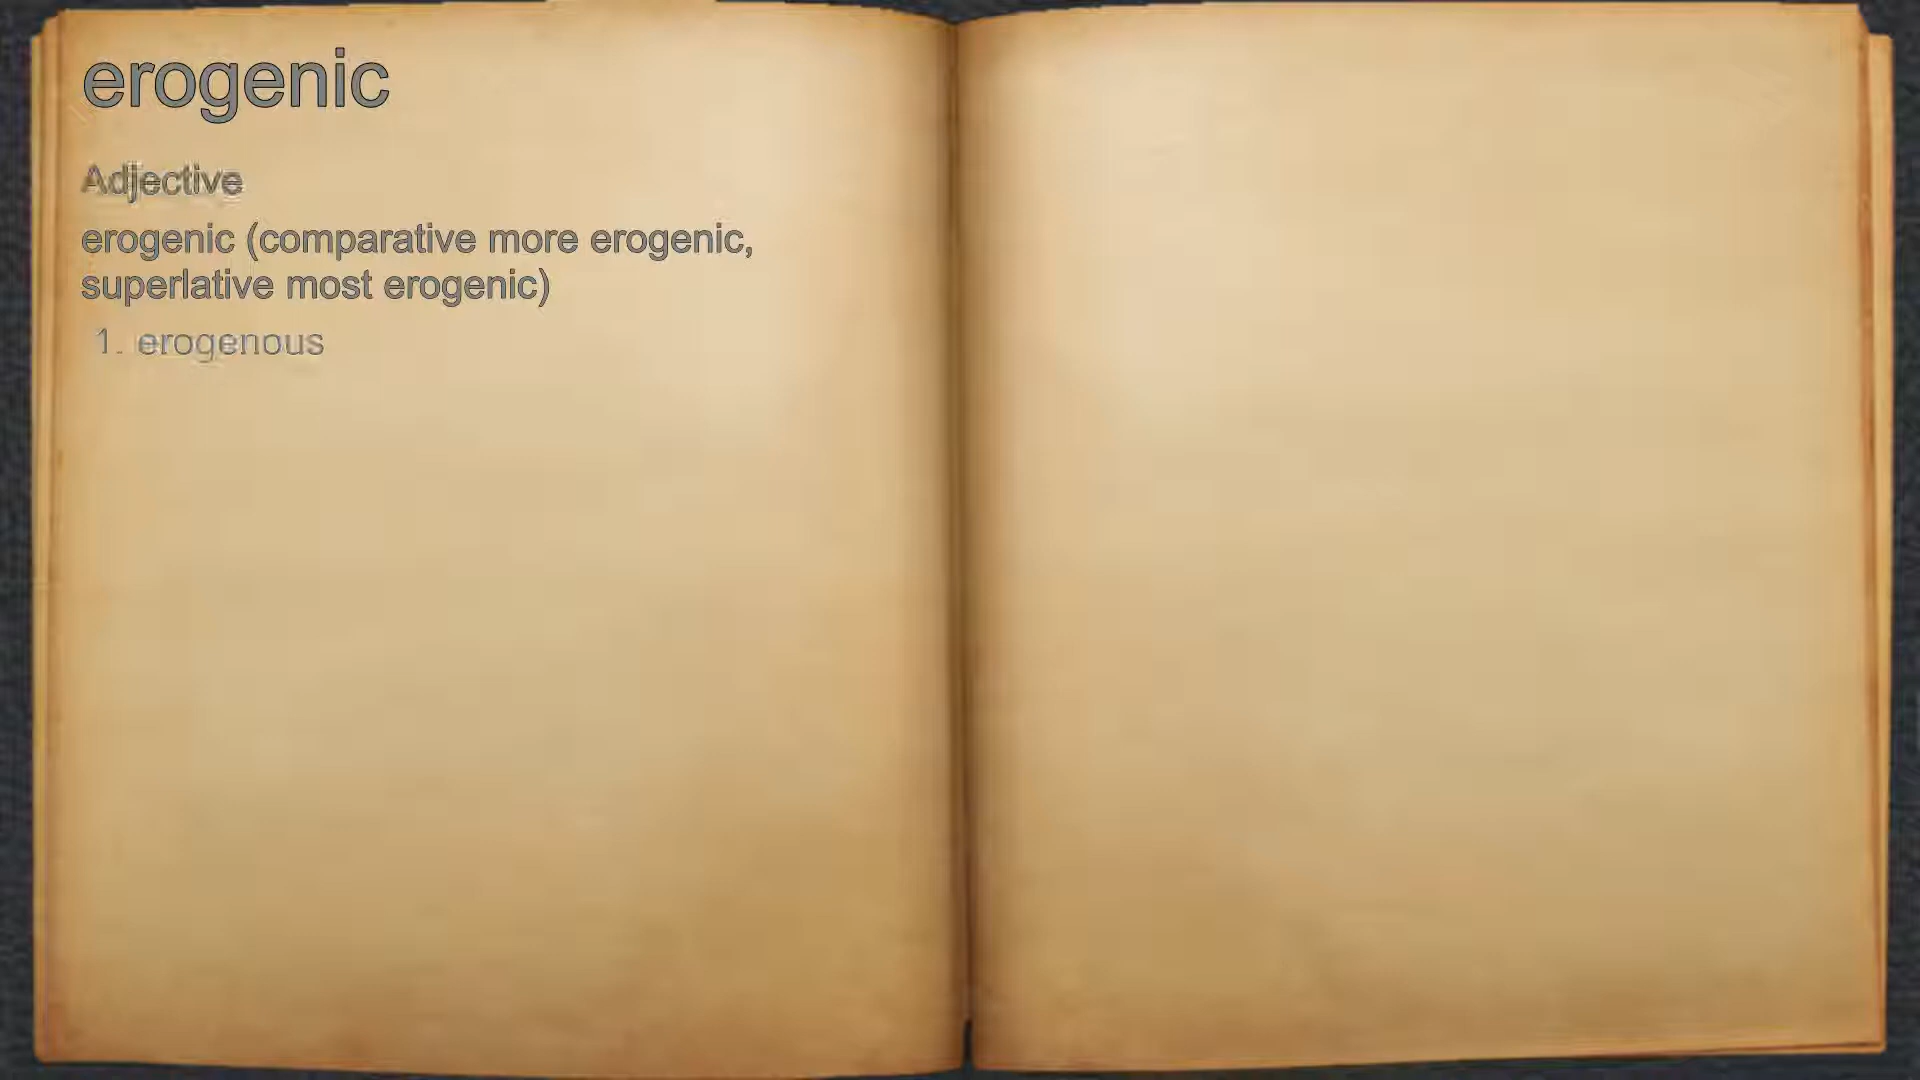 erogenic
Adjective
erogenic (comparative more erogenic,
superlative most erogenic)
1. erogenous